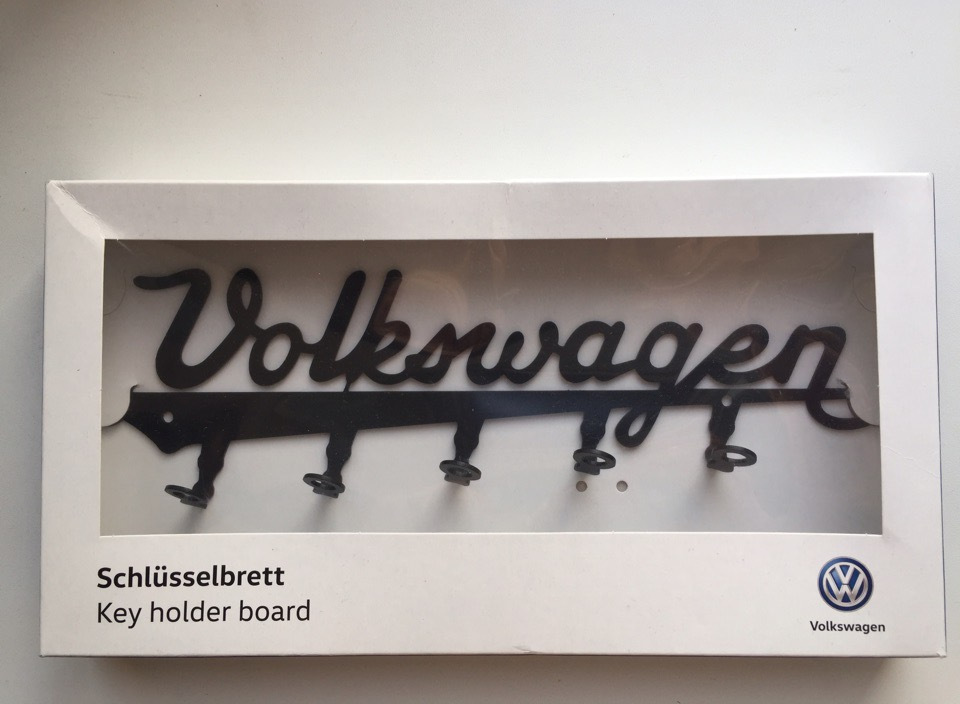 Volkswagen
Schlüsselbrett
Key holder board
Volkswagen